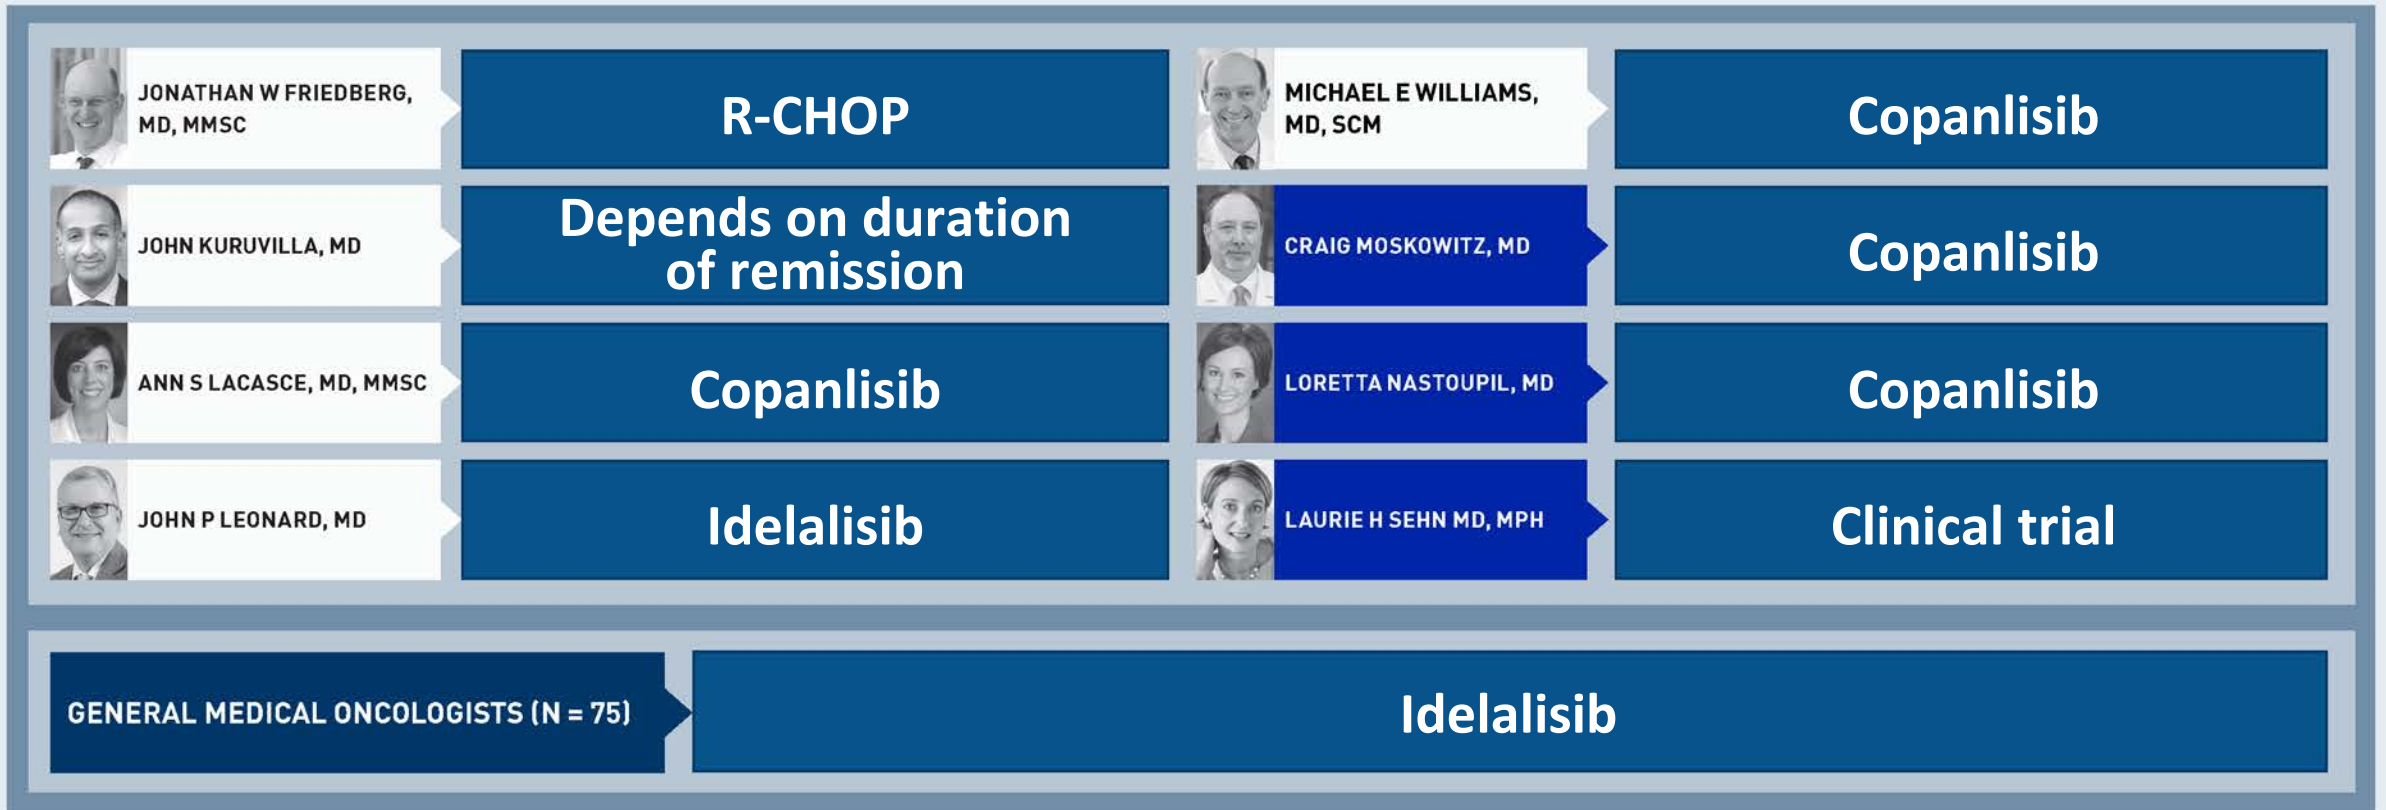 JONATHAN W FRIEDBERG,
MD, MMSC
R-CHOP
MICHAEL E WILLIAMS,
MD, SCM
Copanlisib
JOHN KURUVILLA, MD
Depends on duration
of remission
CRAIG MOSKOWITZ, MD
Copanlisib
ANN S LACASCE, MD, MMSC
Copanlisib
LORETTA NASTOUPIL, MD
Copanlisib
JOHN P LEONARD, MD
Idelalisib
LAURIE H SEHN MD, MPH
Clinical trial
GENERAL MEDICAL ONCOLOGISTS (N = 75)
Idelalisib